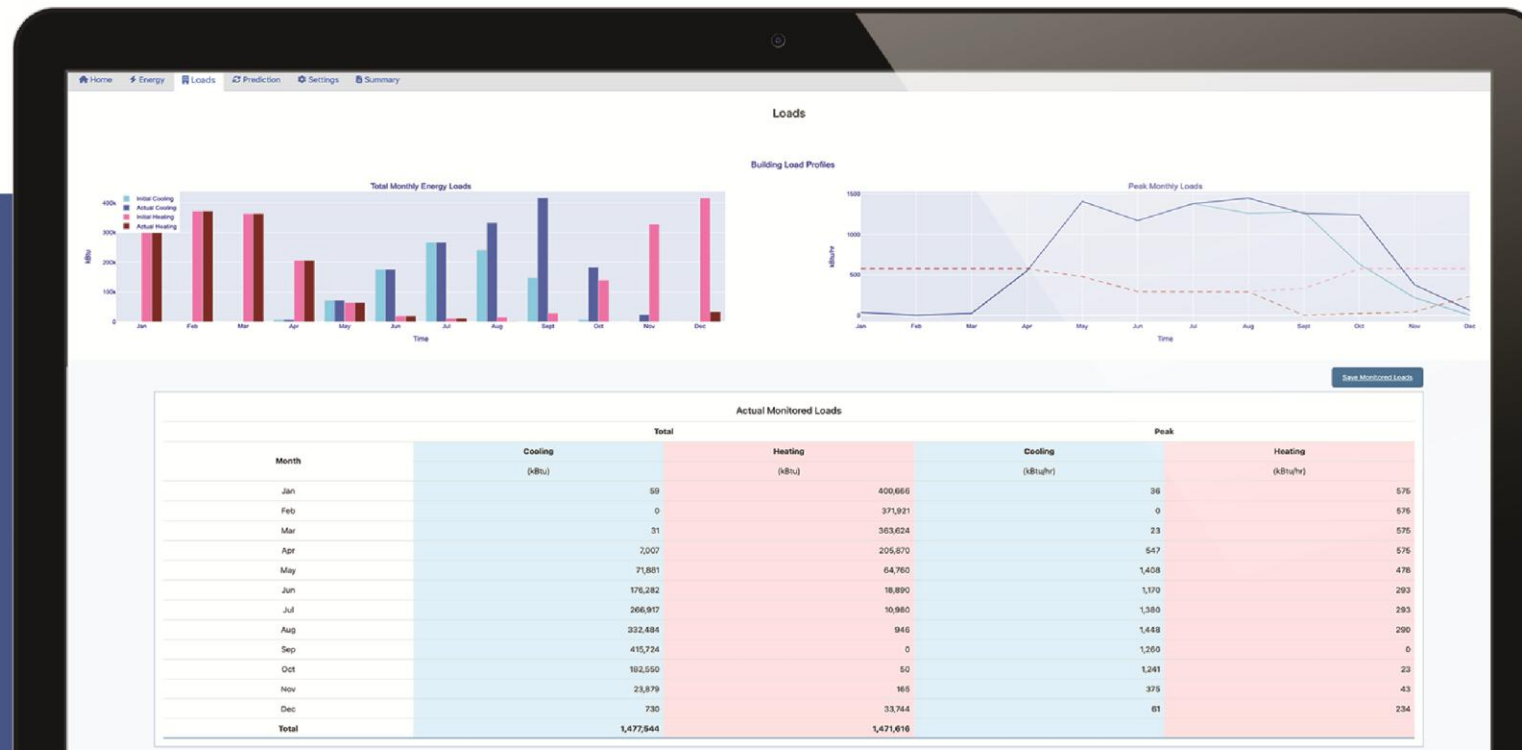 Home Energy Loads Prediction Settings Summary
Loads
Building Load Profiles
Total Monthly Energy Loads
Initial Cooling
Actual Cooling
Initial Heating
Actual Heating
400k
300k
200k
100k
0
kBtu
Jan Feb Mar Apr May Jun Jul Aug Sept Oct Nov Dec
Time
Peak Monthly Loads
1500
1000
500
0
kBtu/hr
Jan Feb Mar Apr May Jun Jul Aug Sept Oct Nov Dec
Time
Save Monitored Loads
Actual Monitored Loads
Total Peak
Month Cooling Heating Cooling Heating
(kBtu) (kBtu) (kBtu/hr) (kBtu/hr)
Jan 59 400,666 36 575
Feb 0 371,921 0 575
Mar 31 363,624 23 575
Apr 7,007 205,870 547 575
May 71,881 64,760 1,408 476
Jun 176,282 18,890 1,170 293
Jul 266,917 10,980 1,380 293
Aug 332,484 946 1,448 290
Sep 415,724 0 1,260 0
Oct 182,550 50 1,241 23
Nov 23,879 165 375 43
Dec 730 33,744 61 234
Total 1,477,544 1,471,616